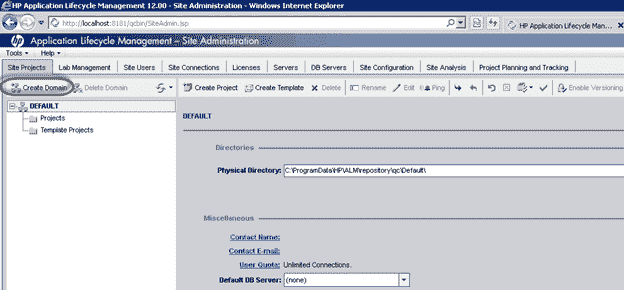 HP Application Lifecycle Management 12.00 - Site Administration - Windows Internet Explorer
http://localhost:8181/qcbin/SiteAdmin.jsp
HP Application Lifecycle Man...
Application Lifecycle Management – Site Administration
Tools Help
Site Projects Lab Management Site Users Site Connections Licenses Servers DB Servers Site Configuration Site Analysis Project Planning and Tracking
Create Domain Delete Domain Create Project Create Template Delete Rename Edit Ping Enable Versioning
DEFAULT
Projects
Template Projects
DEFAULT
Directories
Physical Directory: C:\ProgramData\HP\ALM\repository\qc\Default\
Miscellaneous
Contact Name:
Contact E-mail:
User Quota: Unlimited Connections.
Default DB Server: (none)